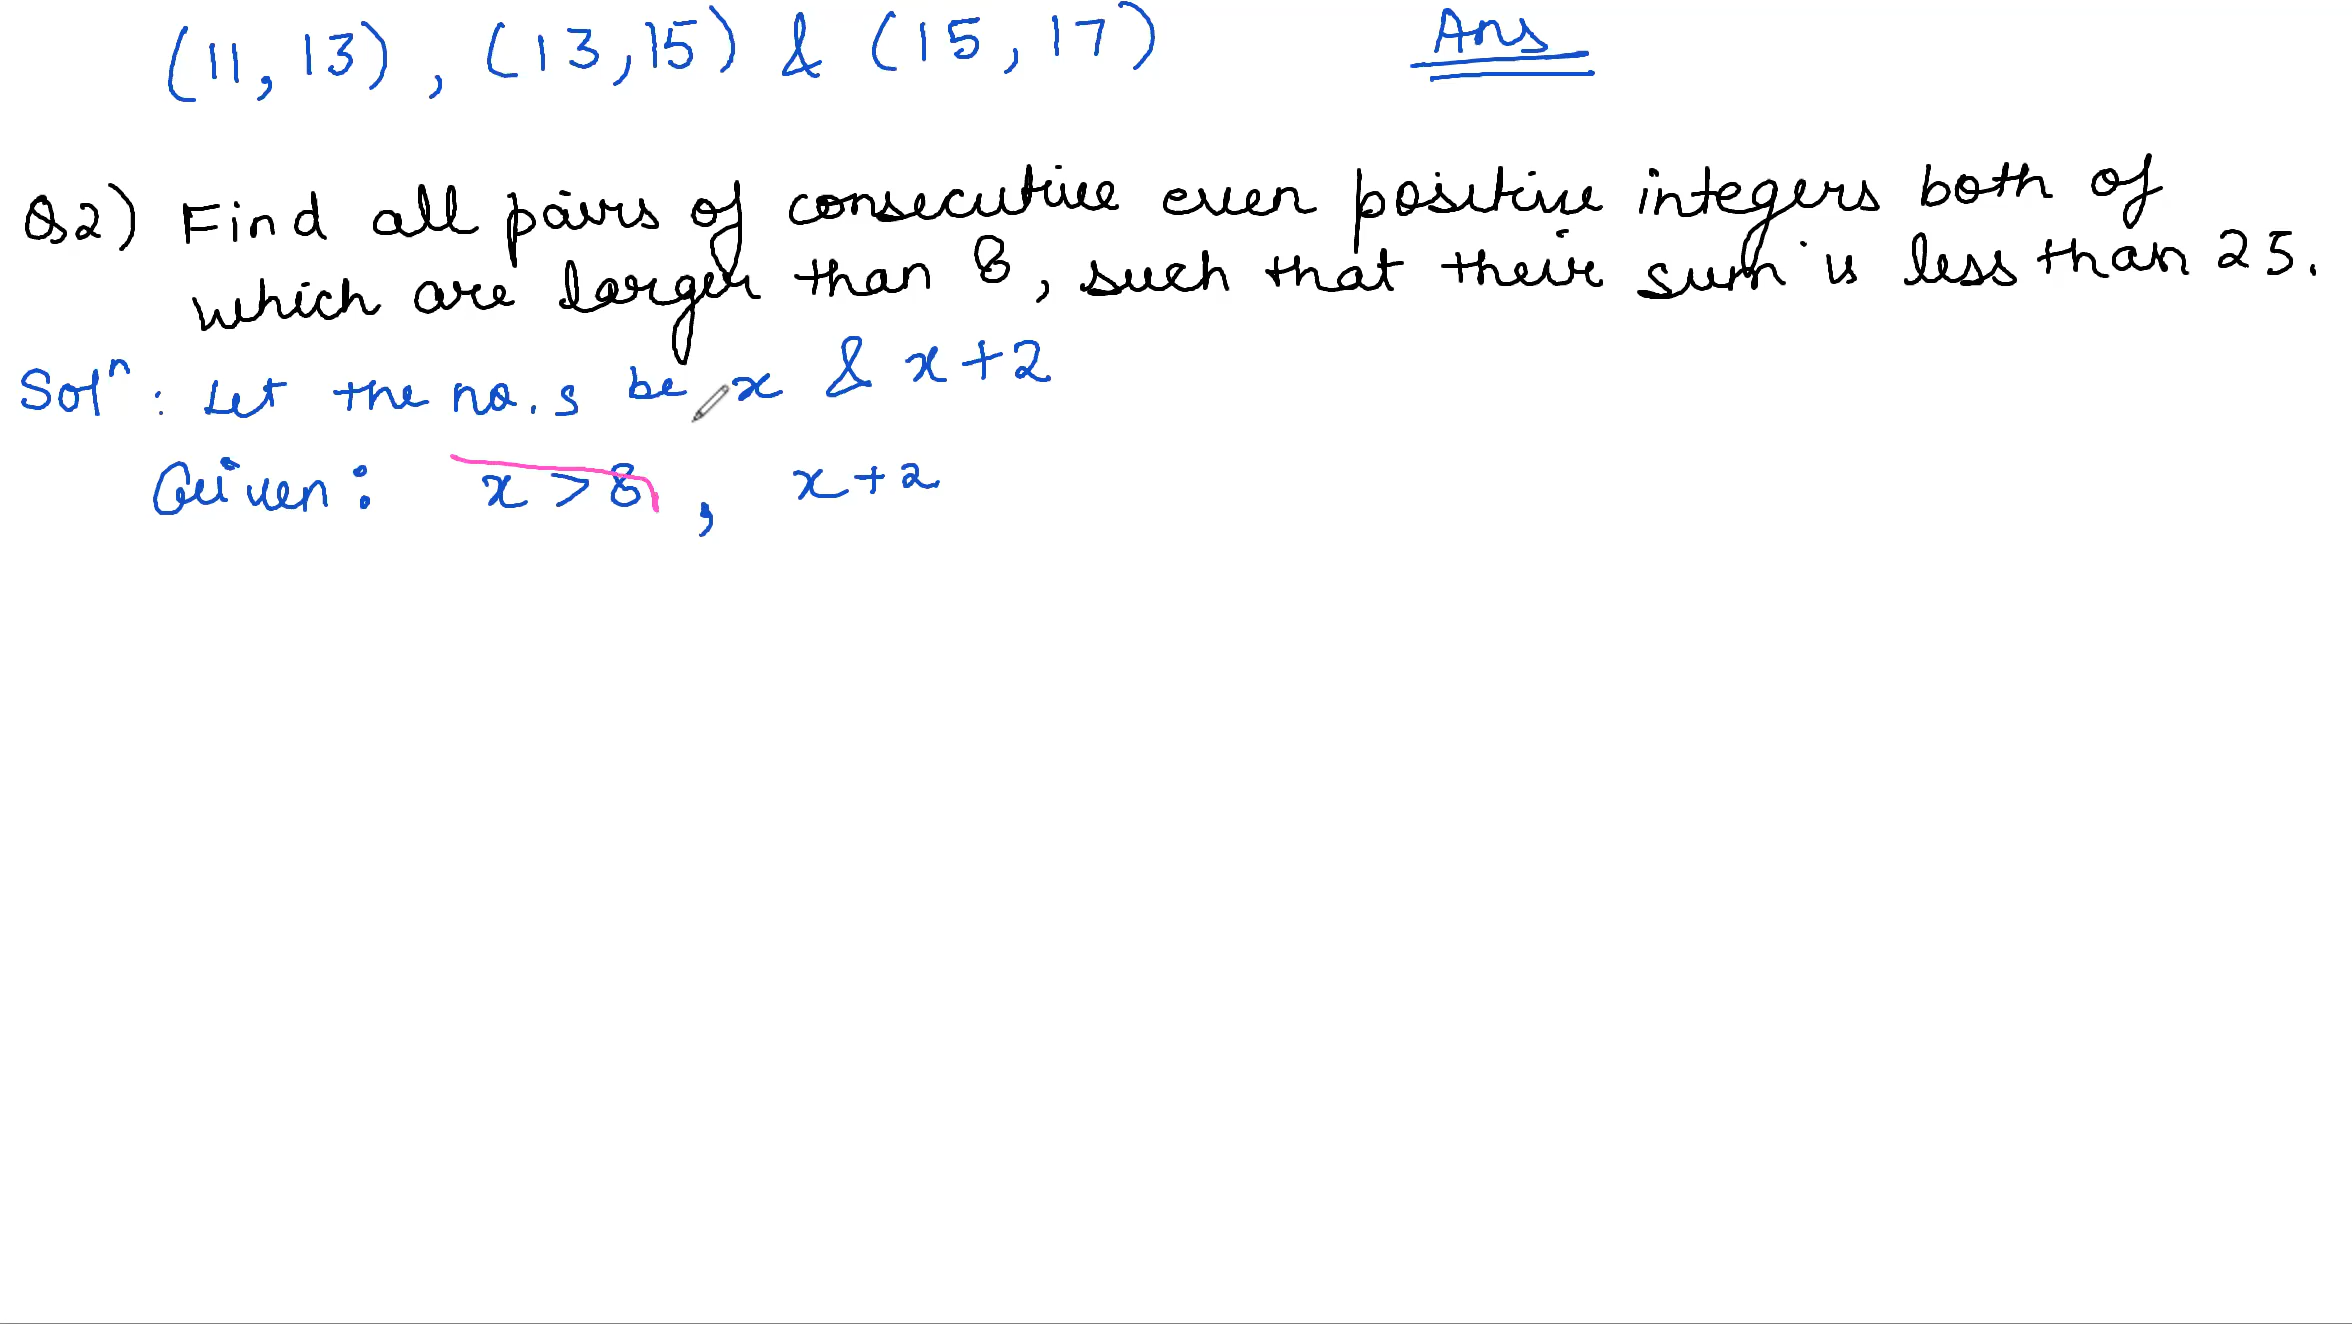 (11, 13), (13,15) & (15, 17) Ans
Q2) Find all pairs of consecutive even positive integers both of
which are larger than 8, such that their sum is less than 25.
Solⁿ: Let the no.s be x & x+2
Given: x>8, x+2